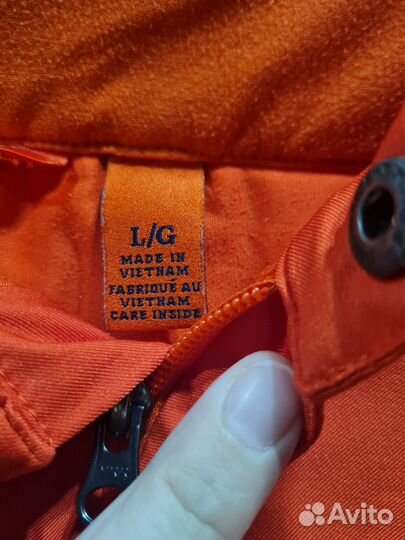 L/G
MADE IN
VIETNAM
FABRIQUÉ AU
VIETNAM
CARE INSIDE
Avito